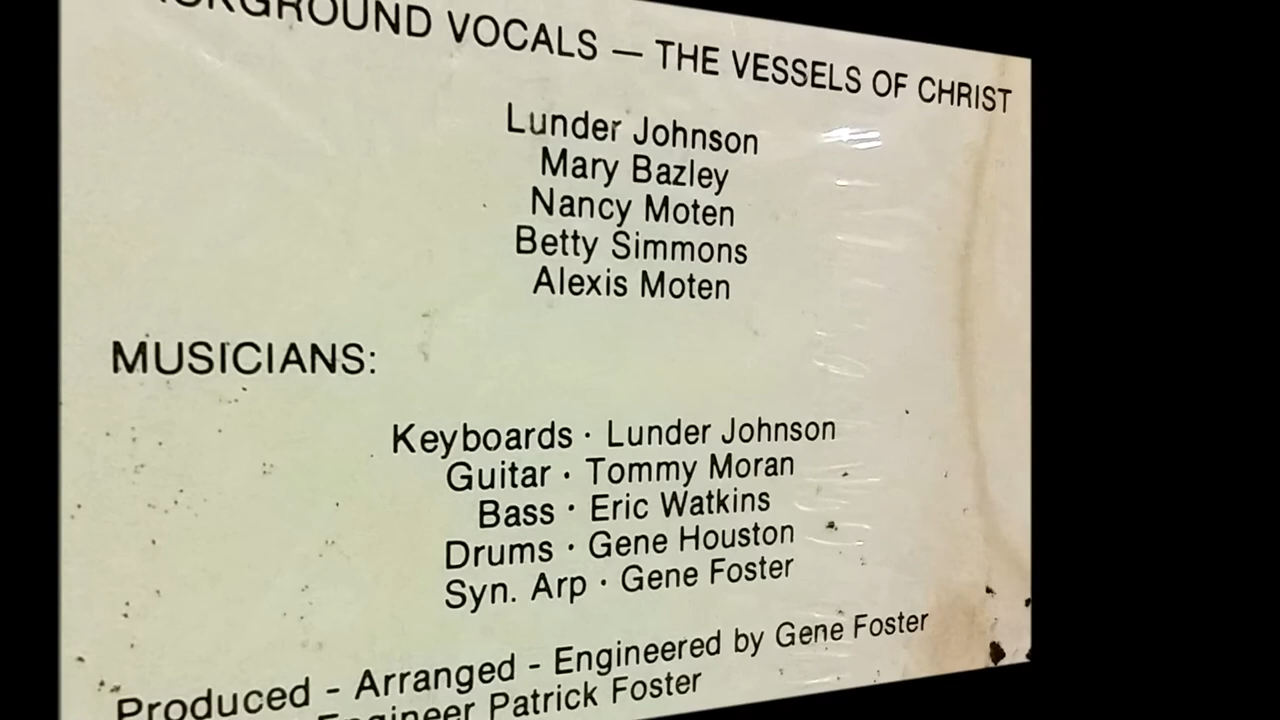 VOCALS — THE VESSELS OF CHRIST
Lunder Johnson
Mary Bazley
Nancy Moten
Betty Simmons
Alexis Moten
MUSICIANS:
Keyboards · Lunder Johnson
Guitar · Tommy Moran
Bass · Eric Watkins
Drums · Gene Houston
Syn. Arp · Gene Foster
Produced - Arranged - Engineered by Gene Foster
Engineer Patrick Foster